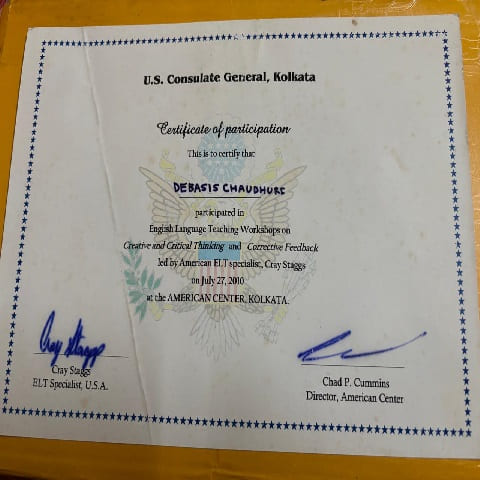 U.S. Consulate General, Kolkata
Certificate of participation
This is to certify that
DEBASIS CHAUDHURI
participated in
English Language Teaching Workshops on
Creative and Critical Thinking and Corrective Feedback
led by American ELT specialist, Cray Staggs
on July 27, 2010
at the AMERICAN CENTER, KOLKATA.
Cray Staggs
Cray Staggs
ELT Specialist, U.S.A.
Chad P. Cummins
Director, American Center